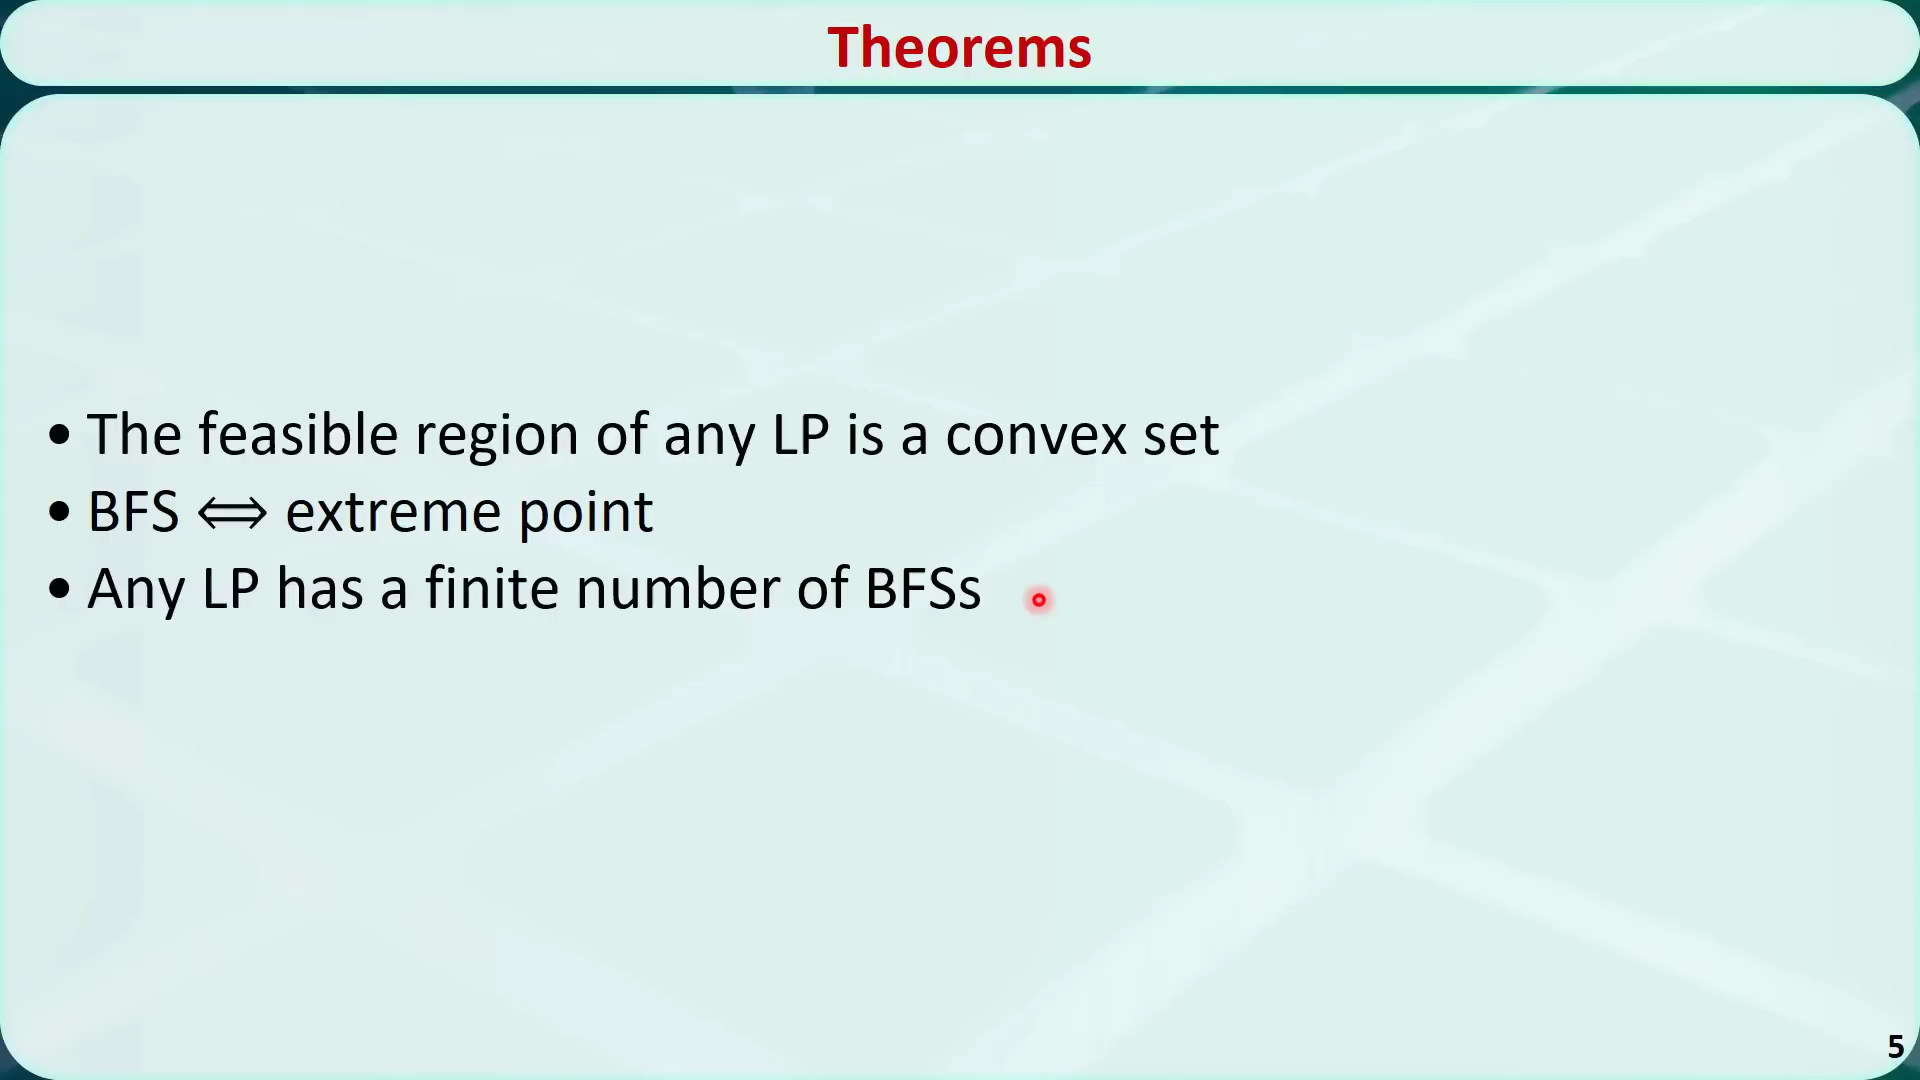 Theorems
• The feasible region of any LP is a convex set
• BFS ⟺ extreme point
• Any LP has a finite number of BFSs
5